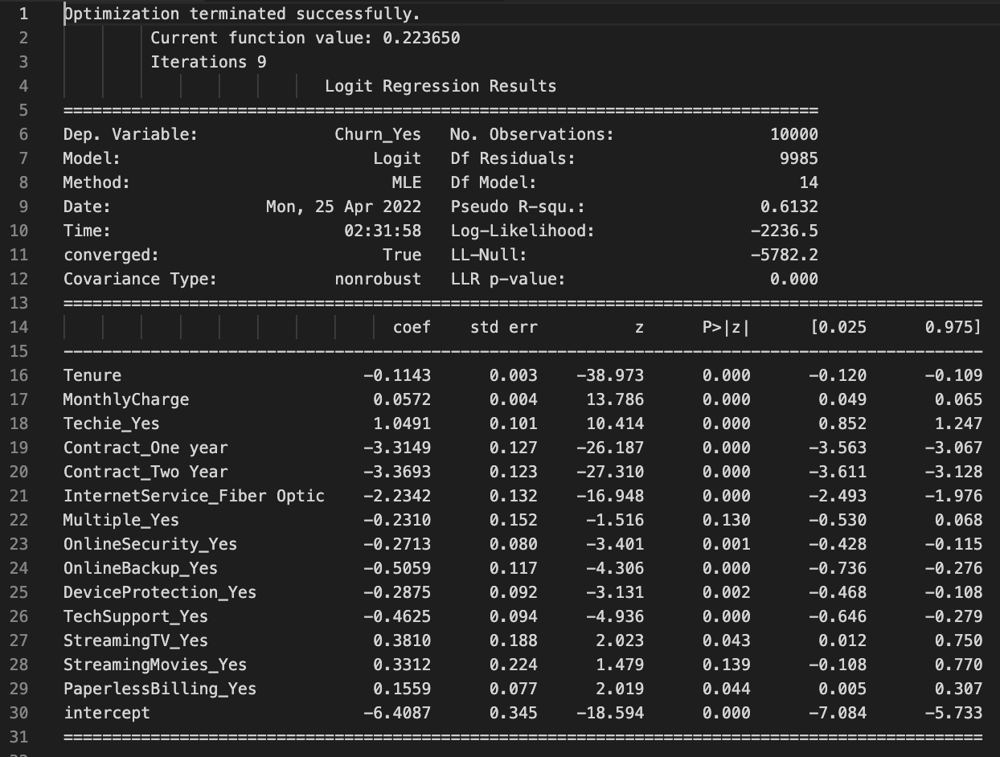 1 Optimization terminated successfully.
2 Current function value: 0.223650
3 Iterations 9
4 Logit Regression Results
5 ==============================================================================
6 Dep. Variable: Churn_Yes No. Observations: 10000
7 Model: Logit Df Residuals: 9985
8 Method: MLE Df Model: 14
9 Date: Mon, 25 Apr 2022 Pseudo R-squ.: 0.6132
10 Time: 02:31:58 Log-Likelihood: -2236.5
11 converged: True LL-Null: -5782.2
12 Covariance Type: nonrobust LLR p-value: 0.000
13 ===============================================================================================
14 coef std err z P>|z| [0.025 0.975]
15 -----------------------------------------------------------------------------------------------
16 Tenure -0.1143 0.003 -38.973 0.000 -0.120 -0.109
17 MonthlyCharge 0.0572 0.004 13.786 0.000 0.049 0.065
18 Techie_Yes 1.0491 0.101 10.414 0.000 0.852 1.247
19 Contract_One year -3.3149 0.127 -26.187 0.000 -3.563 -3.067
20 Contract_Two Year -3.3693 0.123 -27.310 0.000 -3.611 -3.128
21 InternetService_Fiber Optic -2.2342 0.132 -16.948 0.000 -2.493 -1.976
22 Multiple_Yes -0.2310 0.152 -1.516 0.130 -0.530 0.068
23 OnlineSecurity_Yes -0.2713 0.080 -3.401 0.001 -0.428 -0.115
24 OnlineBackup_Yes -0.5059 0.117 -4.306 0.000 -0.736 -0.276
25 DeviceProtection_Yes -0.2875 0.092 -3.131 0.002 -0.468 -0.108
26 TechSupport_Yes -0.4625 0.094 -4.936 0.000 -0.646 -0.279
27 StreamingTV_Yes 0.3810 0.188 2.023 0.043 0.012 0.750
28 StreamingMovies_Yes 0.3312 0.224 1.479 0.139 -0.108 0.770
29 PaperlessBilling_Yes 0.1559 0.077 2.019 0.044 0.005 0.307
30 intercept -6.4087 0.345 -18.594 0.000 -7.084 -5.733
31 ===============================================================================================